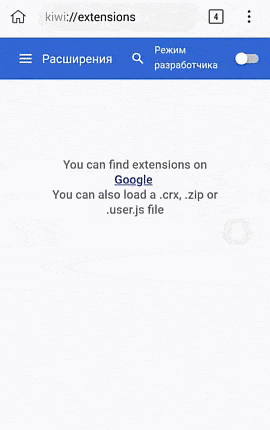 kiwi://extensions
4
Расширения
Режим
разработчика
You can find extensions on
Google
You can also load a .crx, .zip or
.user.js file